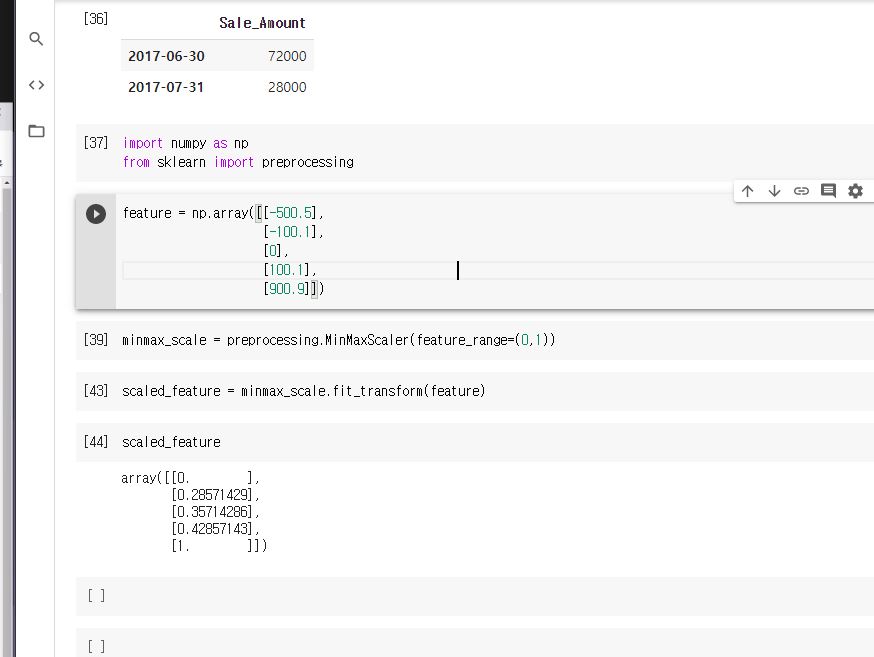 [36]
Sale_Amount
2017-06-30 72000
2017-07-31 28000
[37] import numpy as np
from sklearn import preprocessing
feature = np.array([[-500.5],
[-100.1],
[0],
[100.1],
[900.9]])
[39] minmax_scale = preprocessing.MinMaxScaler(feature_range=(0,1))
[43] scaled_feature = minmax_scale.fit_transform(feature)
[44] scaled_feature
array([[0.        ],
[0.28571429],
[0.35714286],
[0.42857143],
[1.        ]])
[ ]
[ ]